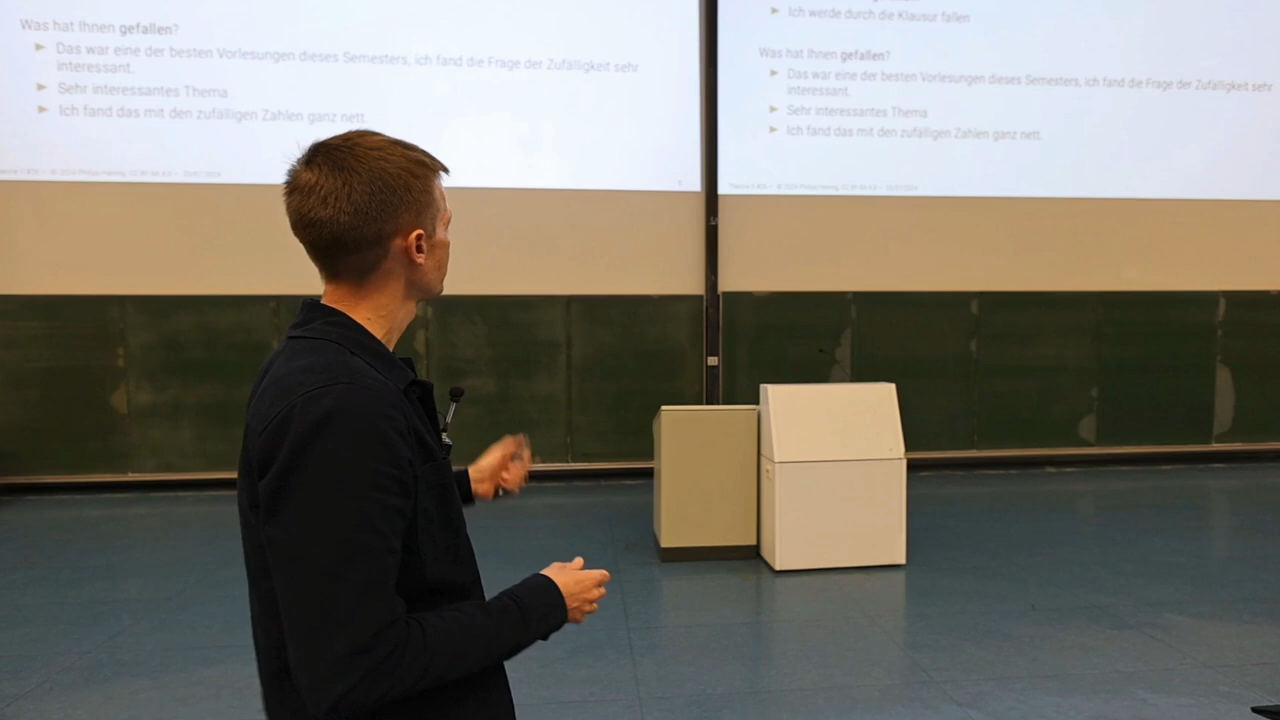 Was hat Ihnen gefallen?
Das war eine der besten Vorlesungen dieses Semesters, ich fand die Frage der Zufälligkeit sehr
interessant.
Sehr interessantes Thema
Ich fand das mit den zufälligen Zahlen ganz nett.
Ich werde durch die Klausur fallen
Was hat Ihnen gefallen?
Das war eine der besten Vorlesungen dieses Semesters, ich fand die Frage der Zufälligkeit sehr
interessant.
Sehr interessantes Thema
Ich fand das mit den zufälligen Zahlen ganz nett.